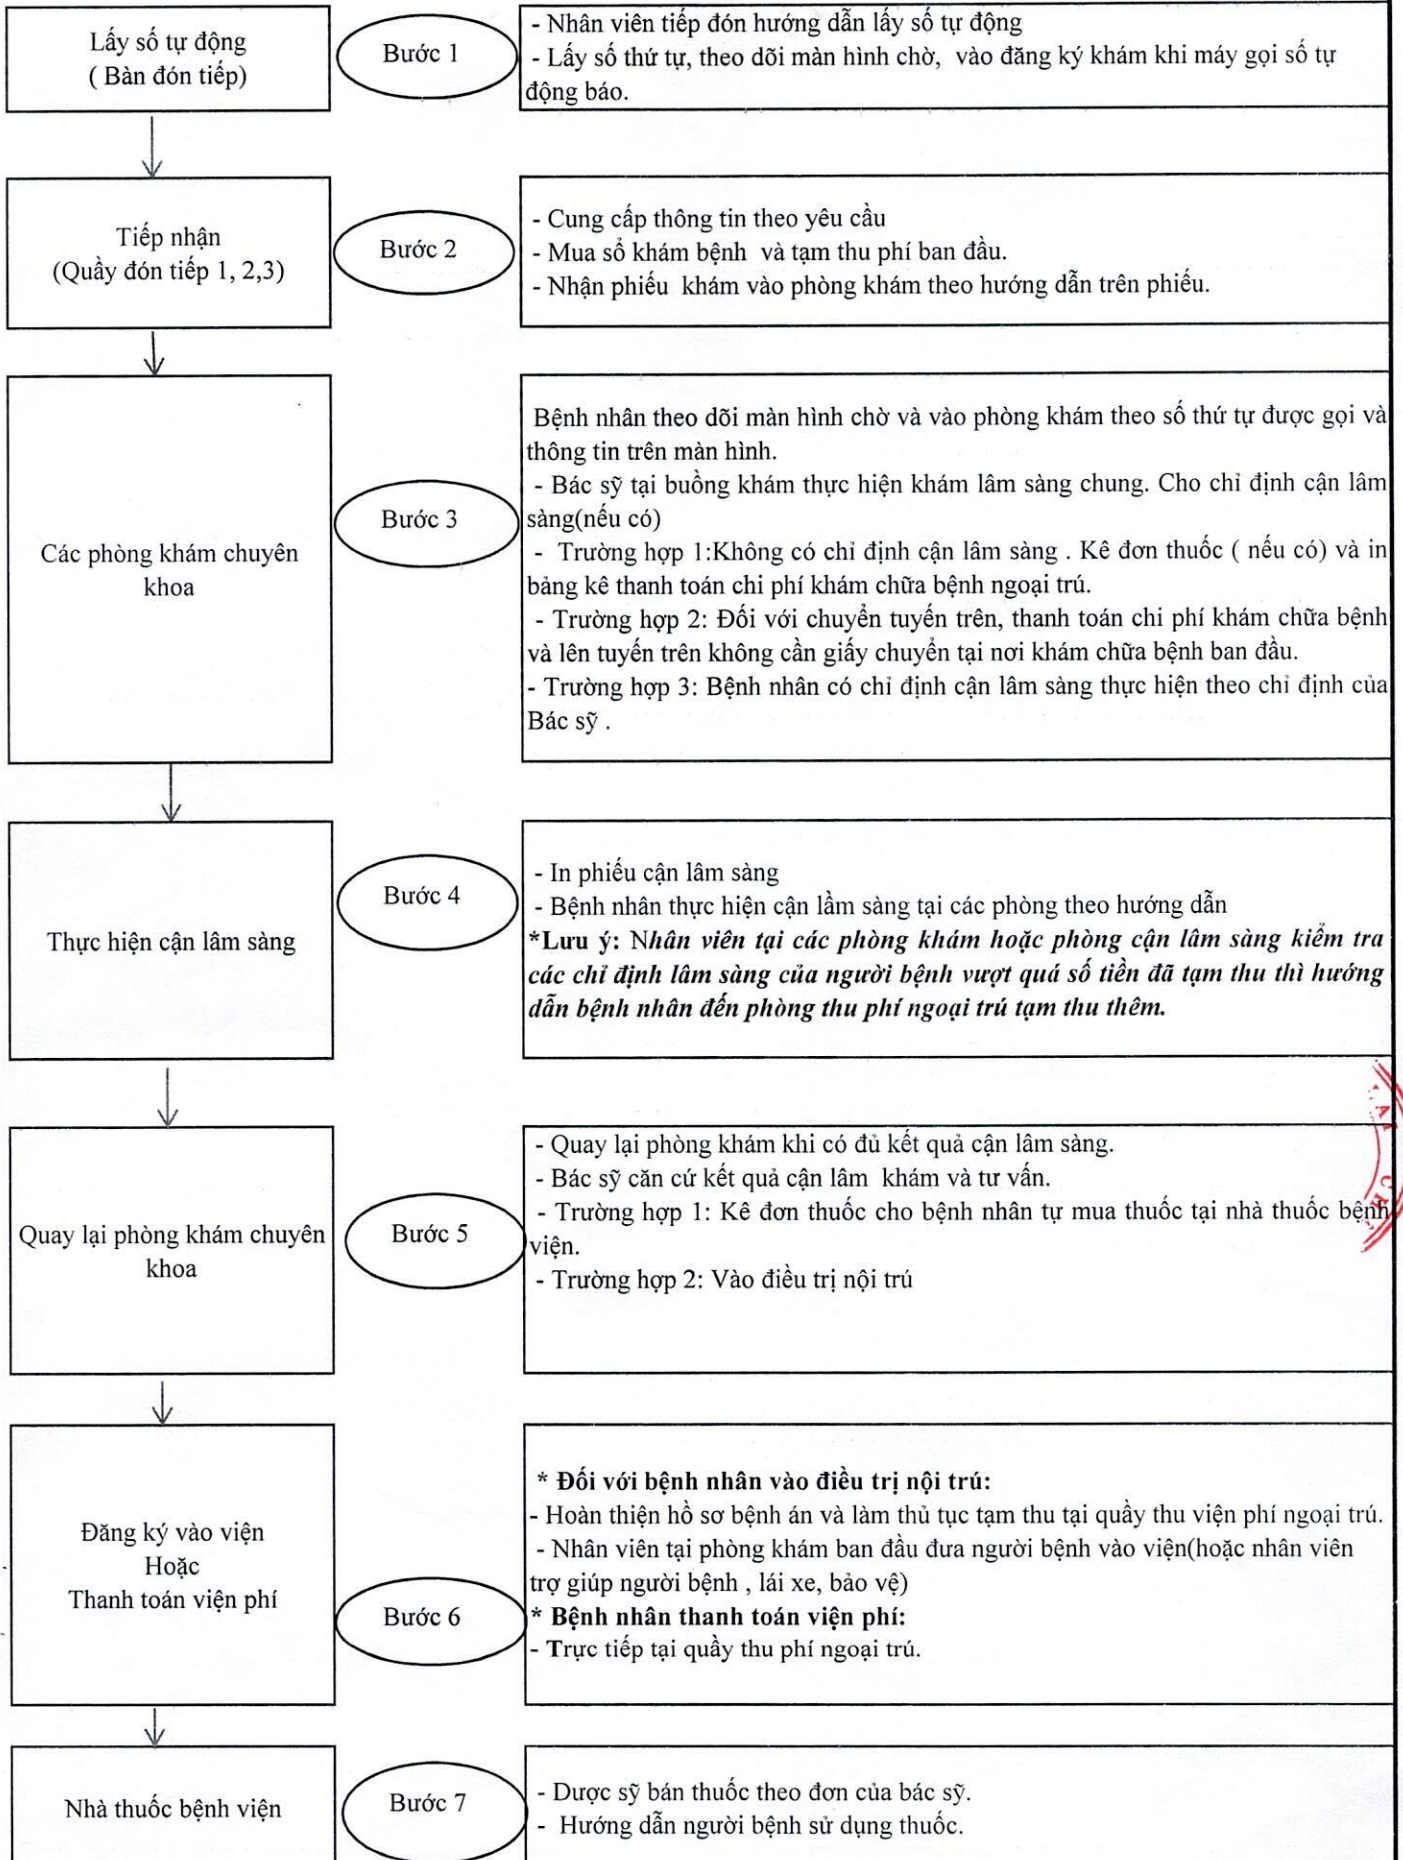 Lấy số tự động
( Bàn đón tiếp)
Bước 1
- Nhân viên tiếp đón hướng dẫn lấy số tự động
- Lấy số thứ tự, theo dõi màn hình chờ, vào đăng ký khám khi máy gọi số tự
động báo.
Tiếp nhận
(Quầy đón tiếp 1, 2,3)
Bước 2
- Cung cấp thông tin theo yêu cầu
- Mua sổ khám bệnh và tạm thu phí ban đầu.
- Nhận phiếu khám vào phòng khám theo hướng dẫn trên phiếu.
Các phòng khám chuyên
khoa
Bước 3
Bệnh nhân theo dõi màn hình chờ và vào phòng khám theo số thứ tự được gọi và
thông tin trên màn hình.
- Bác sỹ tại buồng khám thực hiện khám lâm sàng chung. Cho chỉ định cận lâm
sàng(nếu có)
- Trường hợp 1:Không có chỉ định cận lâm sàng . Kê đơn thuốc ( nếu có) và in
bảng kê thanh toán chi phí khám chữa bệnh ngoại trú.
- Trường hợp 2: Đối với chuyển tuyến trên, thanh toán chi phí khám chữa bệnh
và lên tuyến trên không cần giấy chuyển tại nơi khám chữa bệnh ban đầu.
- Trường hợp 3: Bệnh nhân có chỉ định cận lâm sàng thực hiện theo chỉ định của
Bác sỹ .
Thực hiện cận lâm sàng
Bước 4
- In phiếu cận lâm sàng
- Bệnh nhân thực hiện cận lầm sàng tại các phòng theo hướng dẫn
*Lưu ý: Nhân viên tại các phòng khám hoặc phòng cận lâm sàng kiểm tra
các chỉ định lâm sàng của người bệnh vượt quá số tiền đã tạm thu thì hướng
dẫn bệnh nhân đến phòng thu phí ngoại trú tạm thu thêm.
Quay lại phòng khám chuyên
khoa
Bước 5
- Quay lại phòng khám khi có đủ kết quả cận lâm sàng.
- Bác sỹ căn cứ kết quả cận lâm khám và tư vấn.
- Trường hợp 1: Kê đơn thuốc cho bệnh nhân tự mua thuốc tại nhà thuốc bệnh
viện.
- Trường hợp 2: Vào điều trị nội trú
Đăng ký vào viện
Hoặc
Thanh toán viện phí
Bước 6
* Đối với bệnh nhân vào điều trị nội trú:
- Hoàn thiện hồ sơ bệnh án và làm thủ tục tạm thu tại quầy thu viện phí ngoại trú.
- Nhân viên tại phòng khám ban đầu đưa người bệnh vào viện(hoặc nhân viên
trợ giúp người bệnh , lái xe, bảo vệ)
* Bệnh nhân thanh toán viện phí:
- Trực tiếp tại quầy thu phí ngoại trú.
Nhà thuốc bệnh viện
Bước 7
- Dược sỹ bán thuốc theo đơn của bác sỹ.
- Hướng dẫn người bệnh sử dụng thuốc.